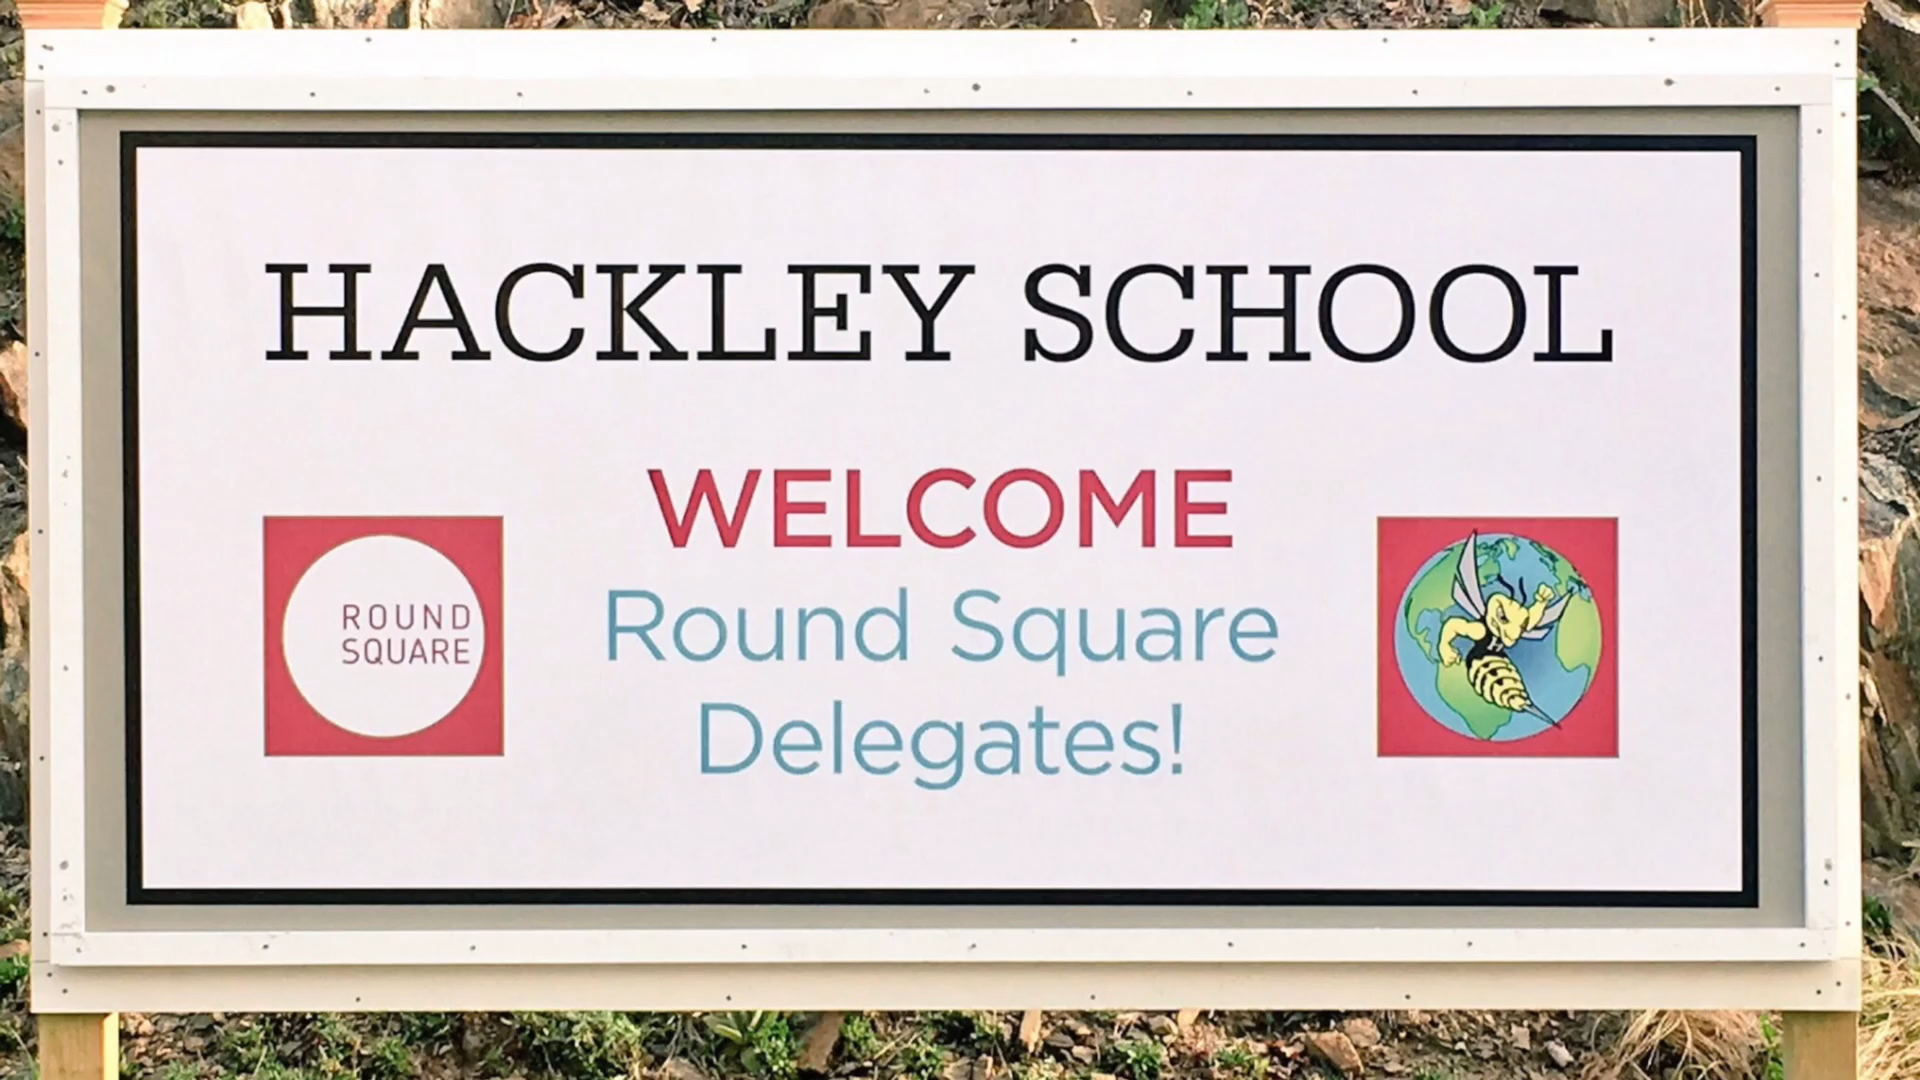 HACKLEY SCHOOL
WELCOME
Round Square
Delegates!
ROUND
SQUARE
H